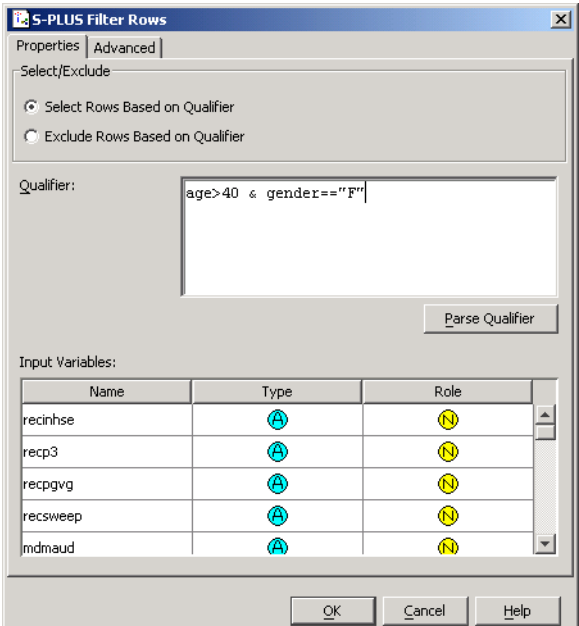 S-PLUS Filter Rows
Properties Advanced
Select/Exclude
Select Rows Based on Qualifier
Exclude Rows Based on Qualifier
Qualifier:
age>40 & gender=="F"
Parse Qualifier
Input Variables:
Name Type Role
recinhse A N
recp3 A N
recpgvg A N
recsweep A N
mdmaud A N
OK Cancel Help